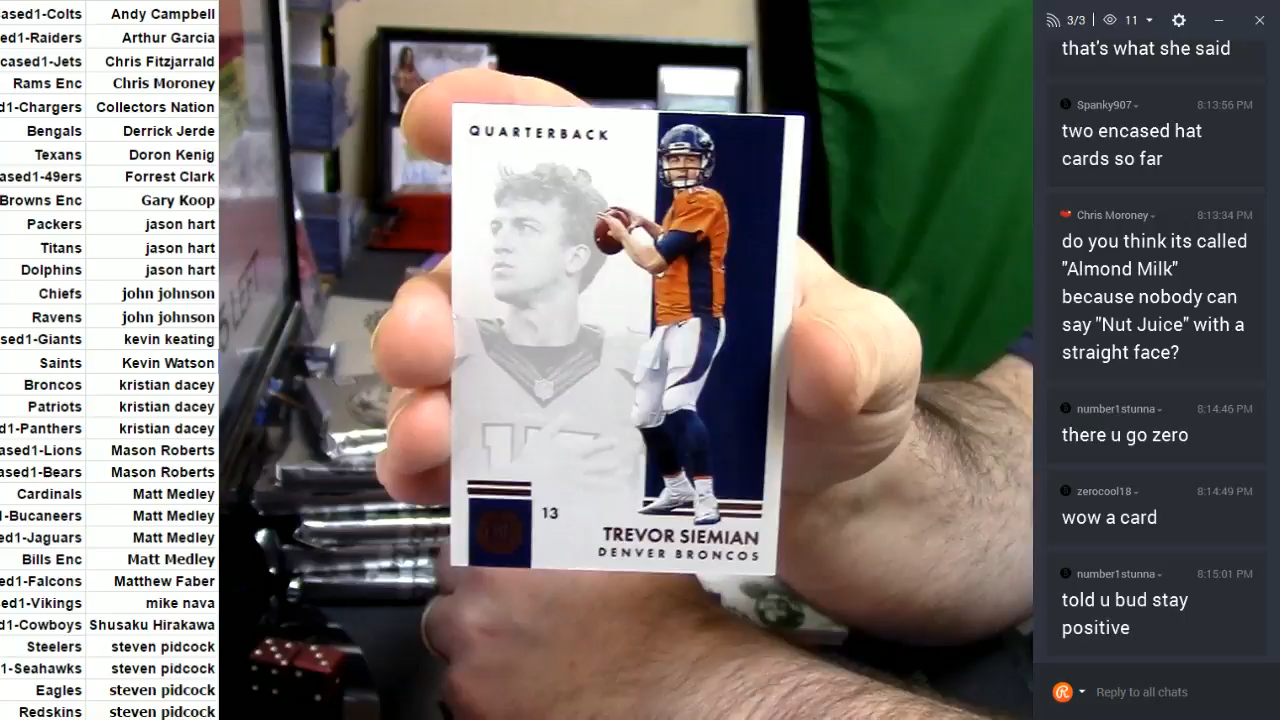 ased1-Colts Andy Campbell
ed1-Raiders Arthur Garcia
cased1-Jets Chris Fitzjarrald
Rams Enc Chris Moroney
d1-Chargers Collectors Nation
Bengals Derrick Jerde
Texans Doron Kenig
ased1-49ers Forrest Clark
Browns Enc Gary Koop
Packers jason hart
Titans jason hart
Dolphins jason hart
Chiefs john johnson
Ravens john johnson
sed1-Giants kevin keating
Saints Kevin Watson
Broncos kristian dacey
Patriots kristian dacey
d1-Panthers kristian dacey
ased1-Lions Mason Roberts
ased1-Bears Mason Roberts
Cardinals Matt Medley
1-Bucaneers Matt Medley
ed1-Jaguars Matt Medley
Bills Enc Matt Medley
ed1-Falcons Matthew Faber
ed1-Vikings mike nava
d1-Cowboys Shusaku Hirakawa
Steelers steven pidcock
1-Seahawks steven pidcock
Eagles steven pidcock
Redskins steven pidcock
QUARTERBACK
13
TREVOR SIEMIAN
DENVER BRONCOS
3/3 11
that's what she said
Spanky907 8:13:56 PM
two encased hat
cards so far
Chris Moroney 8:13:34 PM
do you think its called
"Almond Milk"
because nobody can
say "Nut Juice" with a
straight face?
number1stunna 8:14:46 PM
there u go zero
zerocool18 8:14:49 PM
wow a card
number1stunna 8:15:01 PM
told u bud stay
positive
Reply to all chats